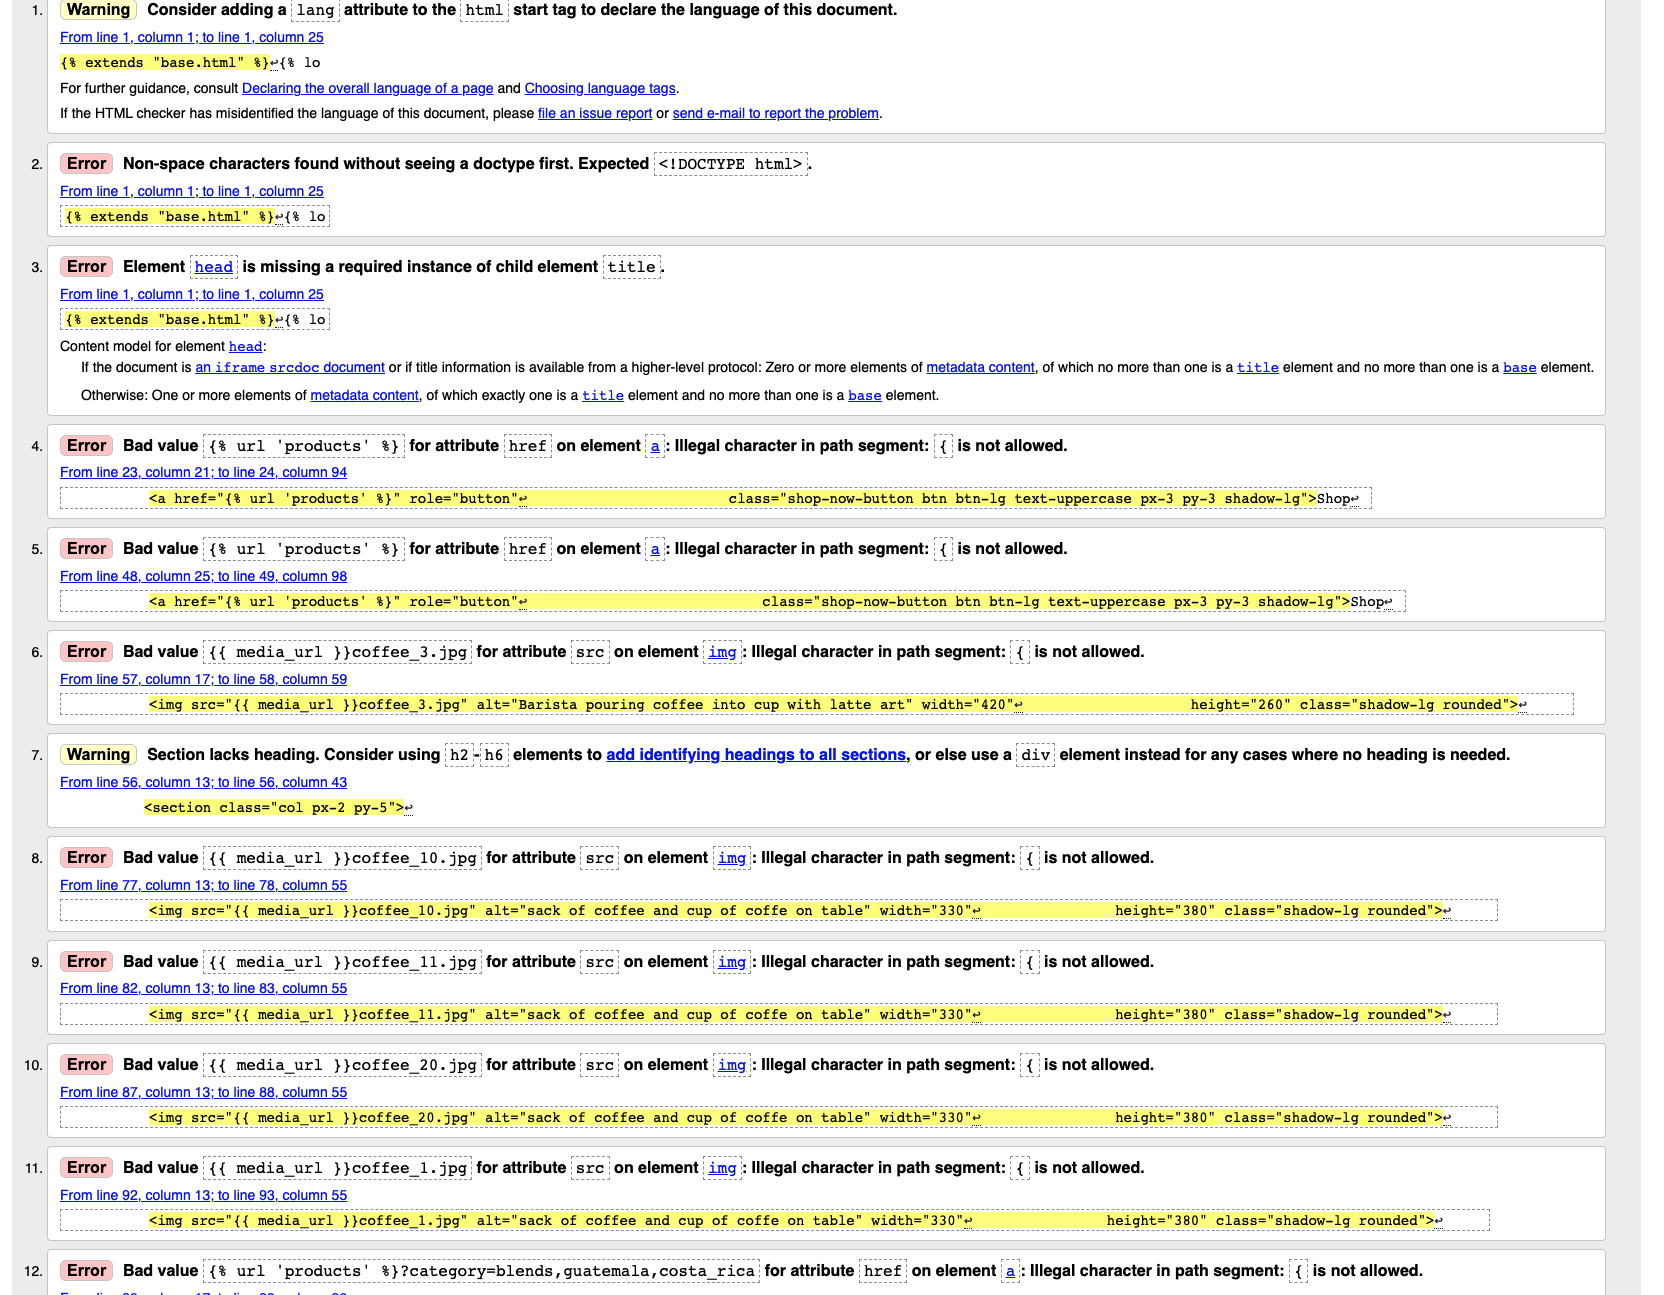 1. Warning Consider adding a lang attribute to the html start tag to declare the language of this document.
From line 1, column 1; to line 1, column 25
{% extends "base.html" %}↩{% lo
For further guidance, consult Declaring the overall language of a page and Choosing language tags.
If the HTML checker has misidentified the language of this document, please file an issue report or send e-mail to report the problem.
2. Error Non-space characters found without seeing a doctype first. Expected <!DOCTYPE html>.
From line 1, column 1; to line 1, column 25
{% extends "base.html" %}↩{% lo
3. Error Element head is missing a required instance of child element title.
From line 1, column 1; to line 1, column 25
{% extends "base.html" %}↩{% lo
Content model for element head:
If the document is an iframe srcdoc document or if title information is available from a higher-level protocol: Zero or more elements of metadata content, of which no more than one is a title element and no more than one is a base element.
Otherwise: One or more elements of metadata content, of which exactly one is a title element and no more than one is a base element.
4. Error Bad value {% url 'products' %} for attribute href on element a: Illegal character in path segment: { is not allowed.
From line 23, column 21; to line 24, column 94
<a href="{% url 'products' %}" role="button"↩ class="shop-now-button btn btn-lg text-uppercase px-3 py-3 shadow-lg">Shop↩
5. Error Bad value {% url 'products' %} for attribute href on element a: Illegal character in path segment: { is not allowed.
From line 48, column 25; to line 49, column 98
<a href="{% url 'products' %}" role="button"↩ class="shop-now-button btn btn-lg text-uppercase px-3 py-3 shadow-lg">Shop↩
6. Error Bad value {{ media_url }}coffee_3.jpg for attribute src on element img: Illegal character in path segment: { is not allowed.
From line 57, column 17; to line 58, column 59
<img src="{{ media_url }}coffee_3.jpg" alt="Barista pouring coffee into cup with latte art" width="420"↩ height="260" class="shadow-lg rounded">↩
7. Warning Section lacks heading. Consider using h2-h6 elements to add identifying headings to all sections, or else use a div element instead for any cases where no heading is needed.
From line 56, column 13; to line 56, column 43
<section class="col px-2 py-5">↩
8. Error Bad value {{ media_url }}coffee_10.jpg for attribute src on element img: Illegal character in path segment: { is not allowed.
From line 77, column 13; to line 78, column 55
<img src="{{ media_url }}coffee_10.jpg" alt="sack of coffee and cup of coffe on table" width="330"↩ height="380" class="shadow-lg rounded">↩
9. Error Bad value {{ media_url }}coffee_11.jpg for attribute src on element img: Illegal character in path segment: { is not allowed.
From line 82, column 13; to line 83, column 55
<img src="{{ media_url }}coffee_11.jpg" alt="sack of coffee and cup of coffe on table" width="330"↩ height="380" class="shadow-lg rounded">↩
10. Error Bad value {{ media_url }}coffee_20.jpg for attribute src on element img: Illegal character in path segment: { is not allowed.
From line 87, column 13; to line 88, column 55
<img src="{{ media_url }}coffee_20.jpg" alt="sack of coffee and cup of coffe on table" width="330"↩ height="380" class="shadow-lg rounded">↩
11. Error Bad value {{ media_url }}coffee_1.jpg for attribute src on element img: Illegal character in path segment: { is not allowed.
From line 92, column 13; to line 93, column 55
<img src="{{ media_url }}coffee_1.jpg" alt="sack of coffee and cup of coffe on table" width="330"↩ height="380" class="shadow-lg rounded">↩
12. Error Bad value {% url 'products' %}?category=blends,guatemala,costa_rica for attribute href on element a: Illegal character in path segment: { is not allowed.